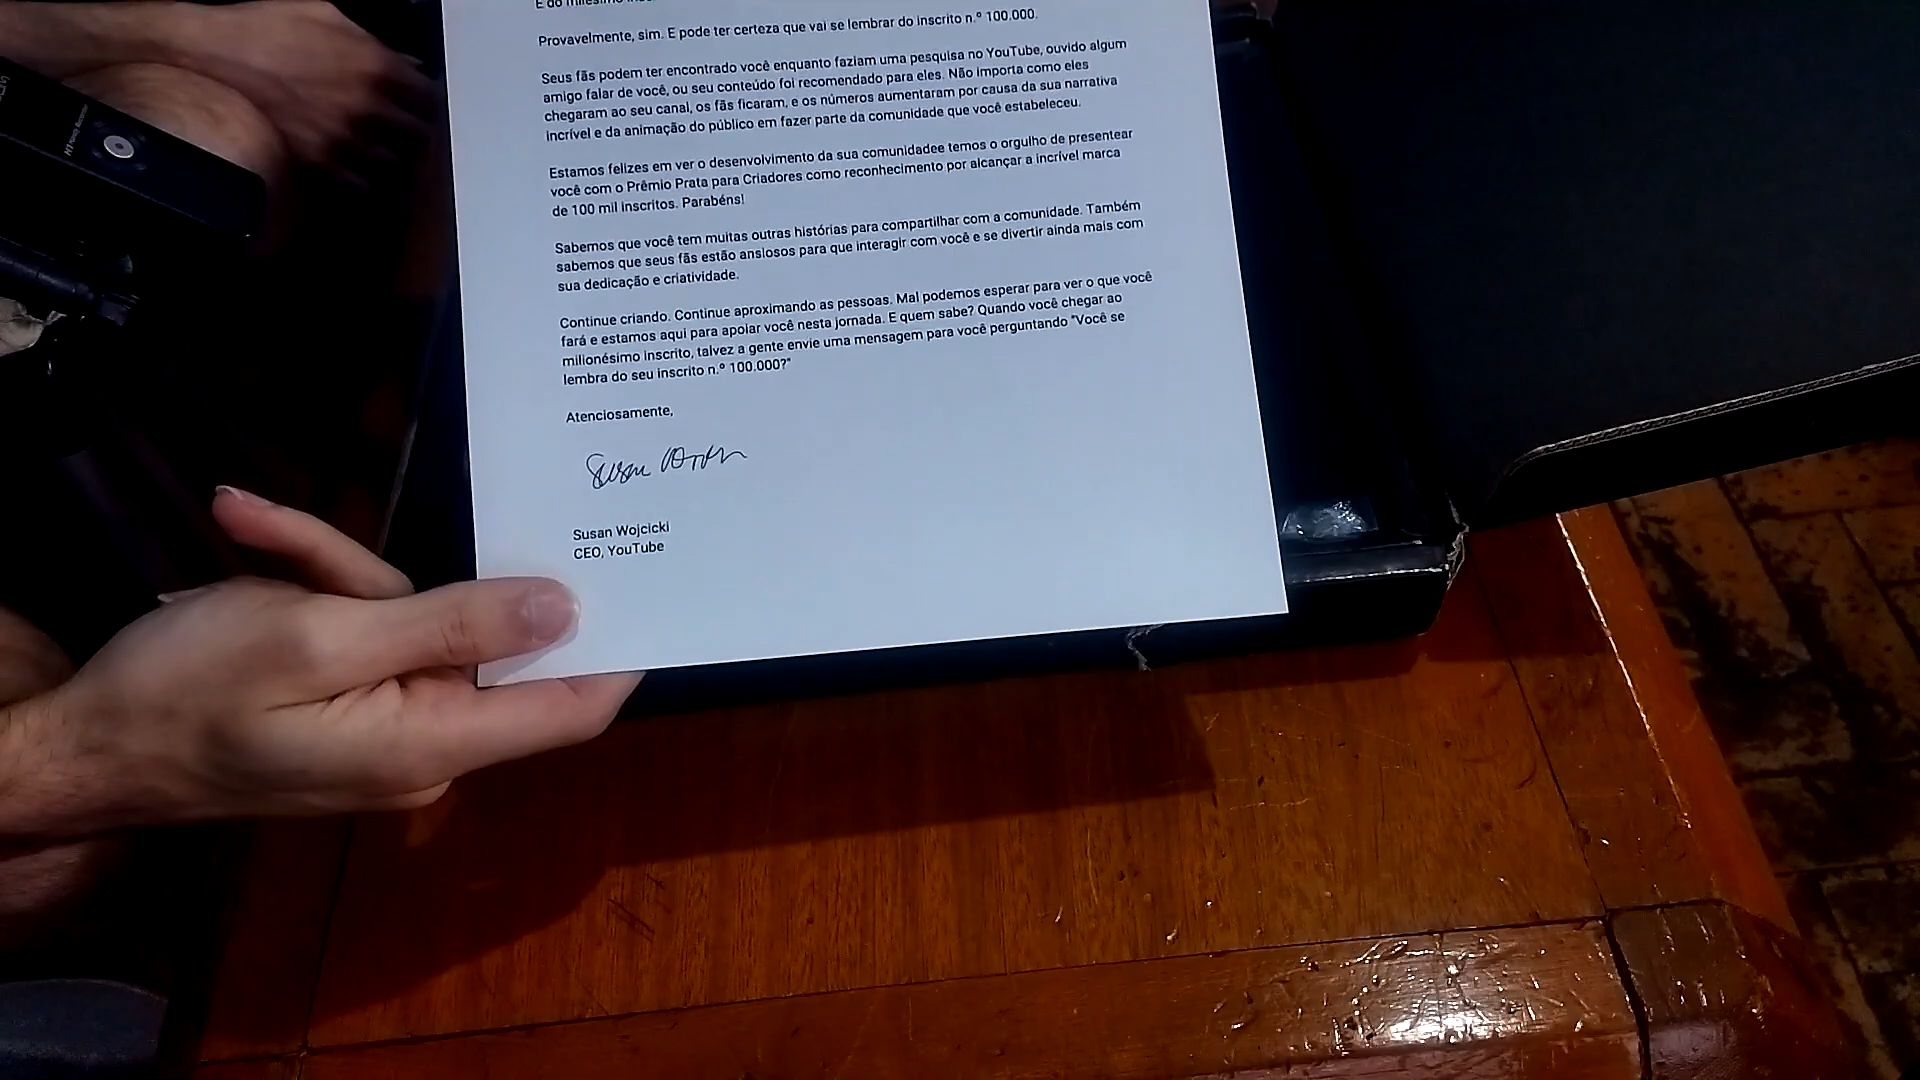 E do milésimo
Provavelmente, sim. E pode ter certeza que vai se lembrar do inscrito n.º 100.000.
Seus fãs podem ter encontrado você enquanto faziam uma pesquisa no YouTube, ouvido algum
amigo falar de você, ou seu conteúdo foi recomendado para eles. Não importa como eles
chegaram ao seu canal, os fãs ficaram, e os números aumentaram por causa da sua narrativa
incrível e da animação do público em fazer parte da comunidade que você estabeleceu.
Estamos felizes em ver o desenvolvimento da sua comunidadee temos o orgulho de presentear
você com o Prêmio Prata para Criadores como reconhecimento por alcançar a incrível marca
de 100 mil inscritos. Parabéns!
Sabemos que você tem muitas outras histórias para compartilhar com a comunidade. Também
sabemos que seus fãs estão ansiosos para que interagir com você e se divertir ainda mais com
sua dedicação e criatividade.
Continue criando. Continue aproximando as pessoas. Mal podemos esperar para ver o que você
fará e estamos aqui para apoiar você nesta jornada. E quem sabe? Quando você chegar ao
milionésimo inscrito, talvez a gente envie uma mensagem para você perguntando "Você se
lembra do seu inscrito n.º 100.000?"
Atenciosamente,
Susan Wojcicki
CEO, YouTube
H1